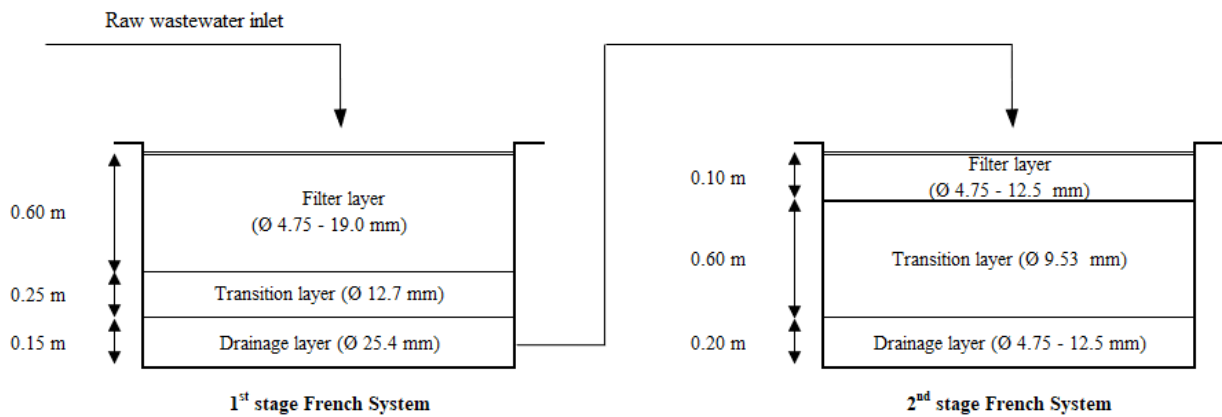 Raw wastewater inlet
0.60 m
0.25 m
0.15 m
Filter layer
(Ø 4.75 - 19.0 mm)
Transition layer (Ø 12.7 mm)
Drainage layer (Ø 25.4 mm)
1st stage French System
0.10 m
0.60 m
0.20 m
Filter layer
(Ø 4.75 - 12.5 mm)
Transition layer (Ø 9.53 mm)
Drainage layer (Ø 4.75 - 12.5 mm)
2nd stage French System